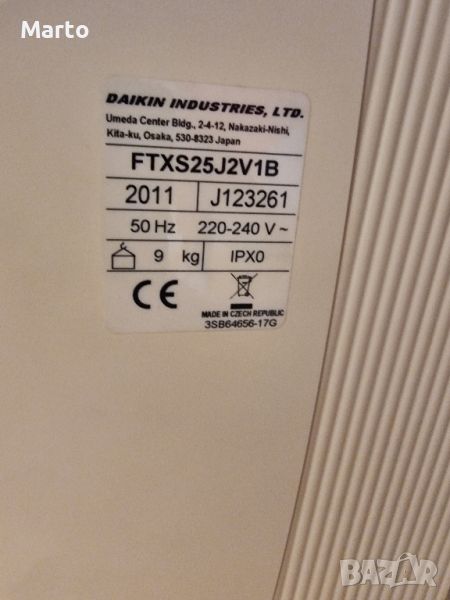 Marto
DAIKIN INDUSTRIES, LTD.
Umeda Center Bldg., 2-4-12, Nakazaki-Nishi,
Kita-ku, Osaka, 530-8323 Japan
FTXS25J2V1B
2011 J123261
50 Hz 220-240 V ~
9 kg IPX0
CE
MADE IN CZECH REPUBLIC
3SB64656-17G
BAZAR